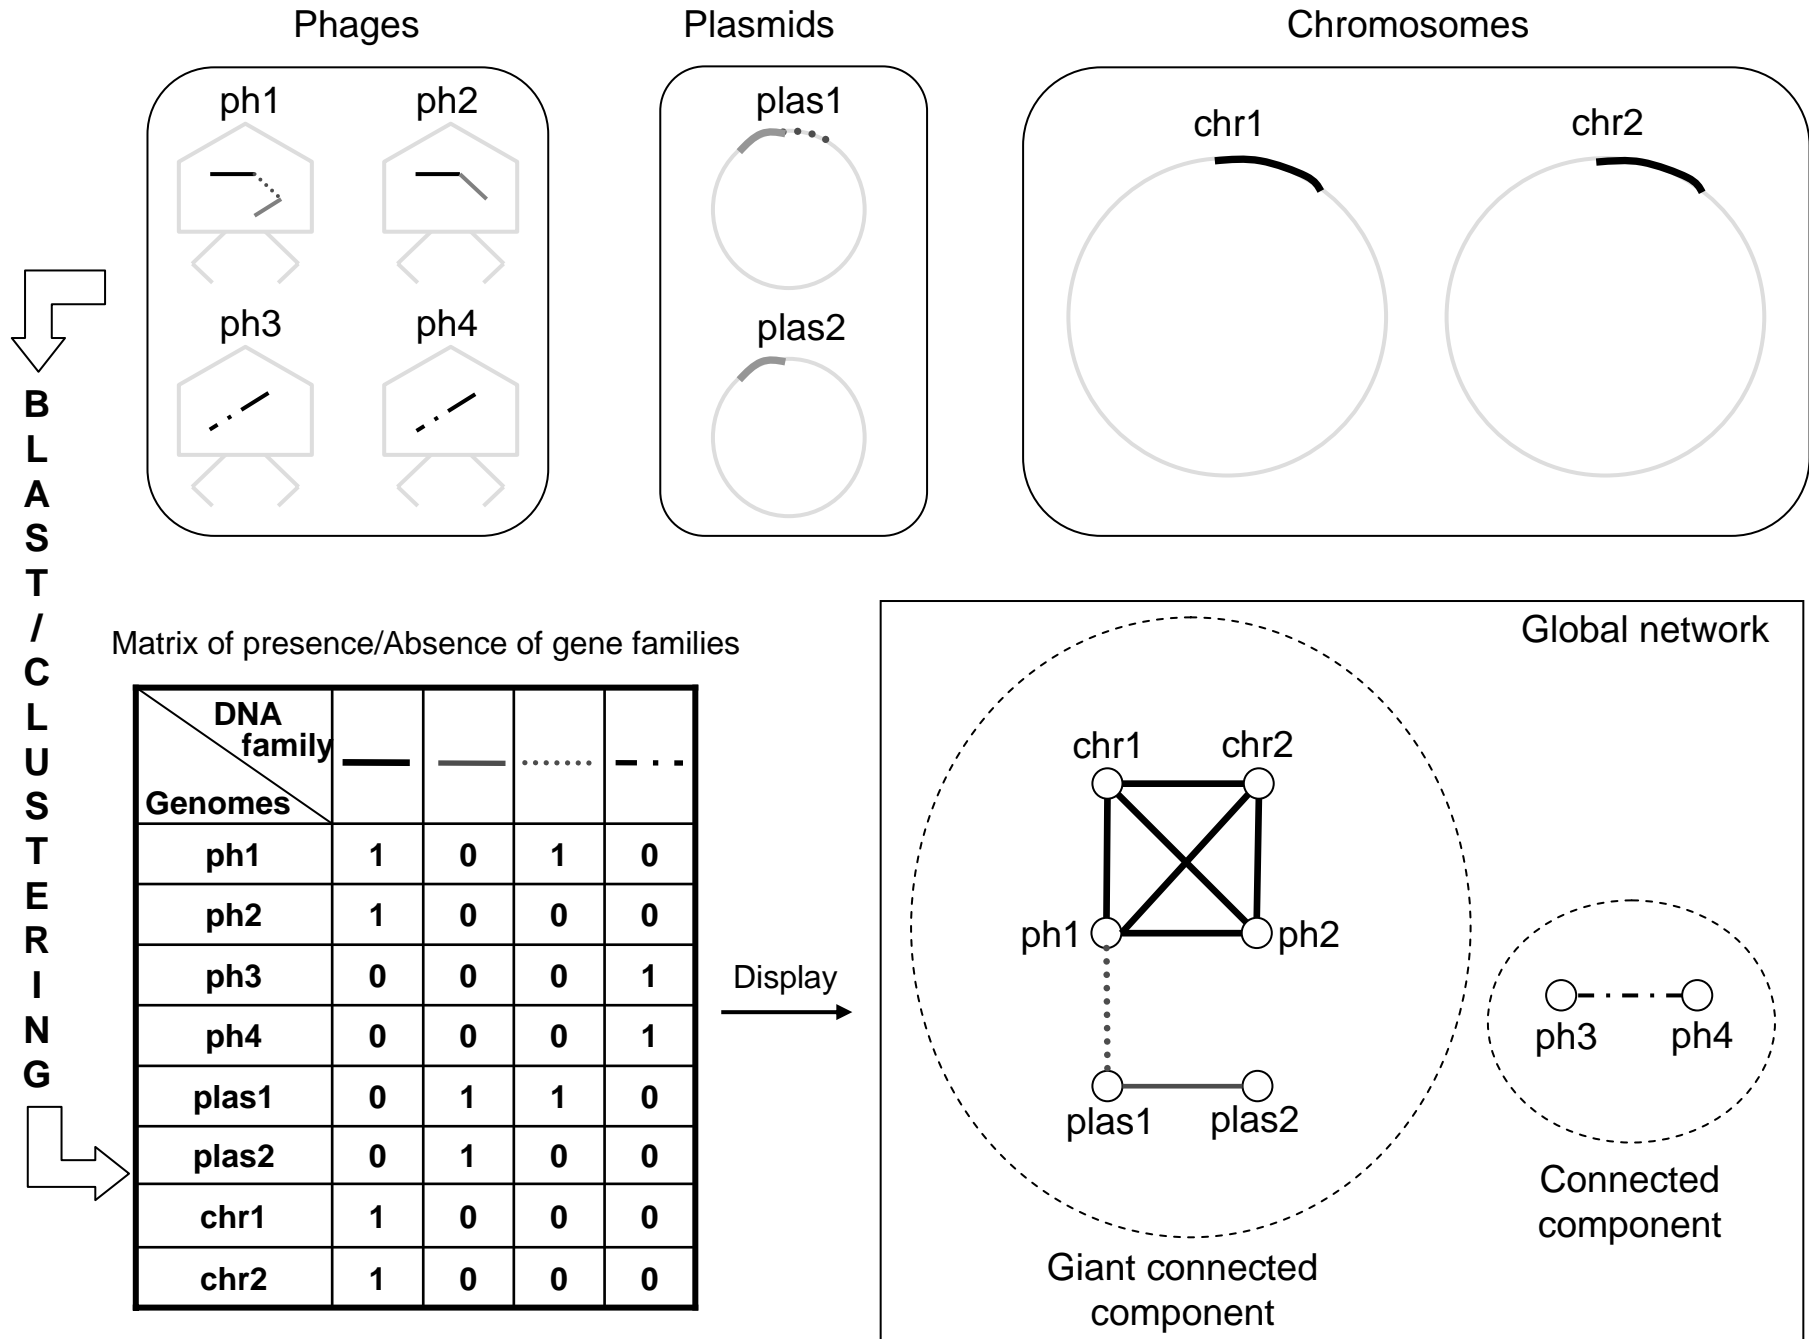 Phages
Plasmids
Chromosomes
ph1
ph2
ph3
ph4
plas1
plas2
chr1
chr2
BLAST/CLUSTERING
Matrix of presence/Absence of gene families
DNA
family
Genomes
ph1 1 0 1 0
ph2 1 0 0 0
ph3 0 0 0 1
ph4 0 0 0 1
plas1 0 1 1 0
plas2 0 1 0 0
chr1 1 0 0 0
chr2 1 0 0 0
Display
Global network
chr1
chr2
ph1
ph2
plas1
plas2
Giant connected
component
ph3
ph4
Connected
component